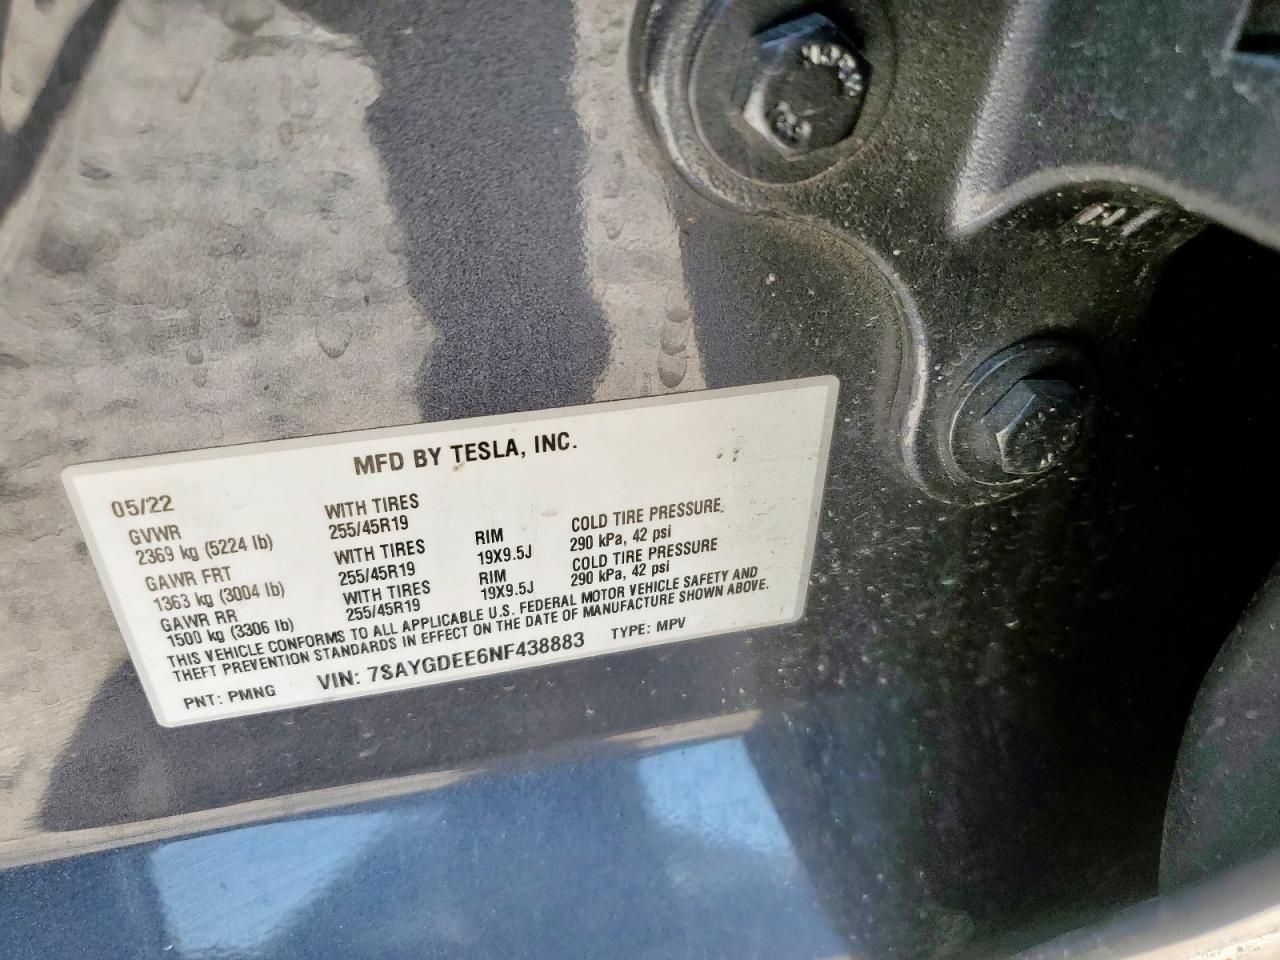 MFD BY TESLA, INC.
05/22
GVWR WITH TIRES
2369 kg (5224 lb) 255/45R19 RIM COLD TIRE PRESSURE
GAWR FRT WITH TIRES 19X9.5J 290 kPa, 42 psi
1363 kg (3004 lb) 255/45R19 RIM COLD TIRE PRESSURE
GAWR RR WITH TIRES 19X9.5J 290 kPa, 42 psi
1500 kg (3306 lb) 255/45R19
THIS VEHICLE CONFORMS TO ALL APPLICABLE U.S. FEDERAL MOTOR VEHICLE SAFETY AND
THEFT PREVENTION STANDARDS IN EFFECT ON THE DATE OF MANUFACTURE SHOWN ABOVE.
PNT: PMNG VIN: 7SAYGDEE6NF438883 TYPE: MPV